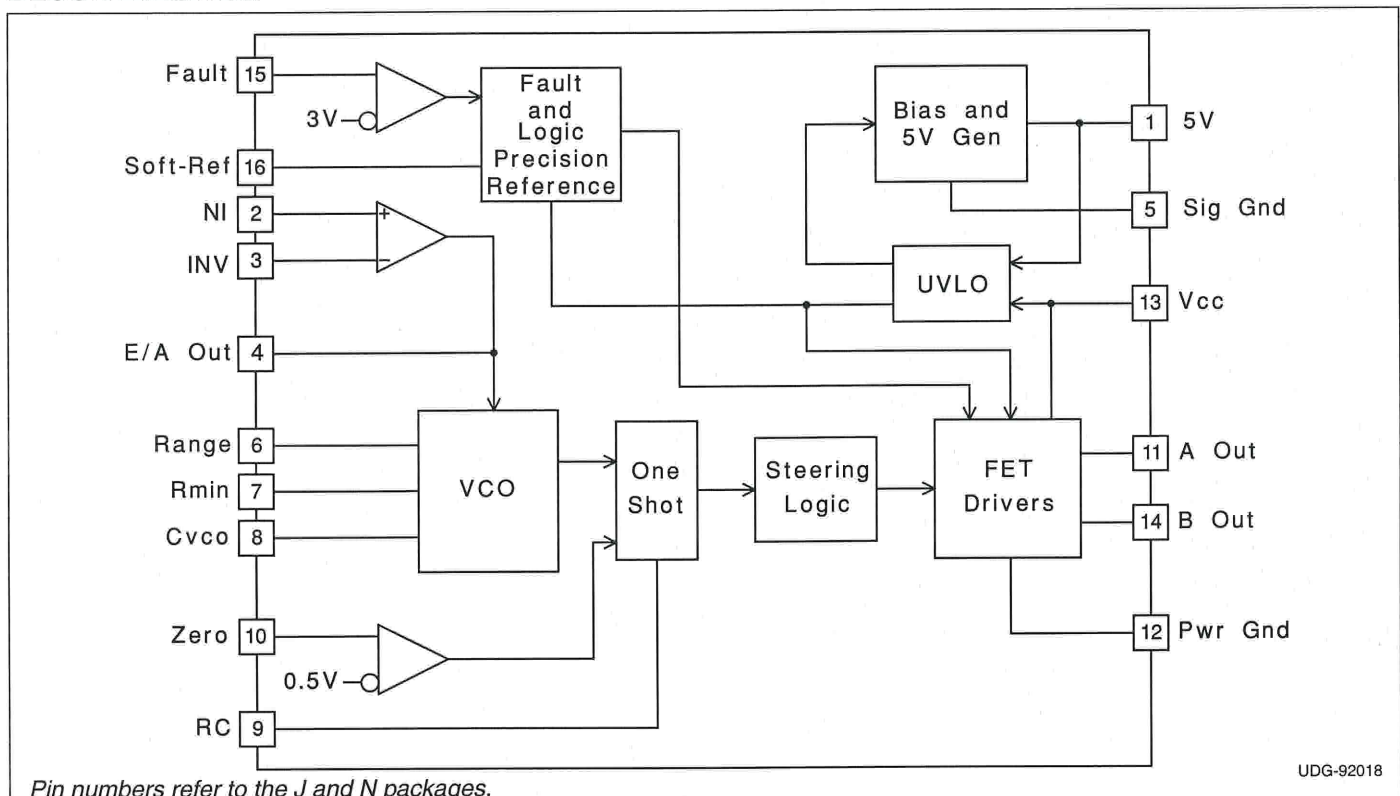 Fault 15
3V
Soft-Ref 16
NI 2
+
INV 3
−
E/A Out 4
Range 6
Rmin 7
Cvco 8
Zero 10
0.5V
RC 9
Fault
and
Logic
Precision
Reference
VCO
One
Shot
Steering
Logic
FET
Drivers
Bias and
5V Gen
UVLO
1 5V
5 Sig Gnd
13 Vcc
11 A Out
14 B Out
12 Pwr Gnd
UDG-92018
Pin numbers refer to the J and N packages.